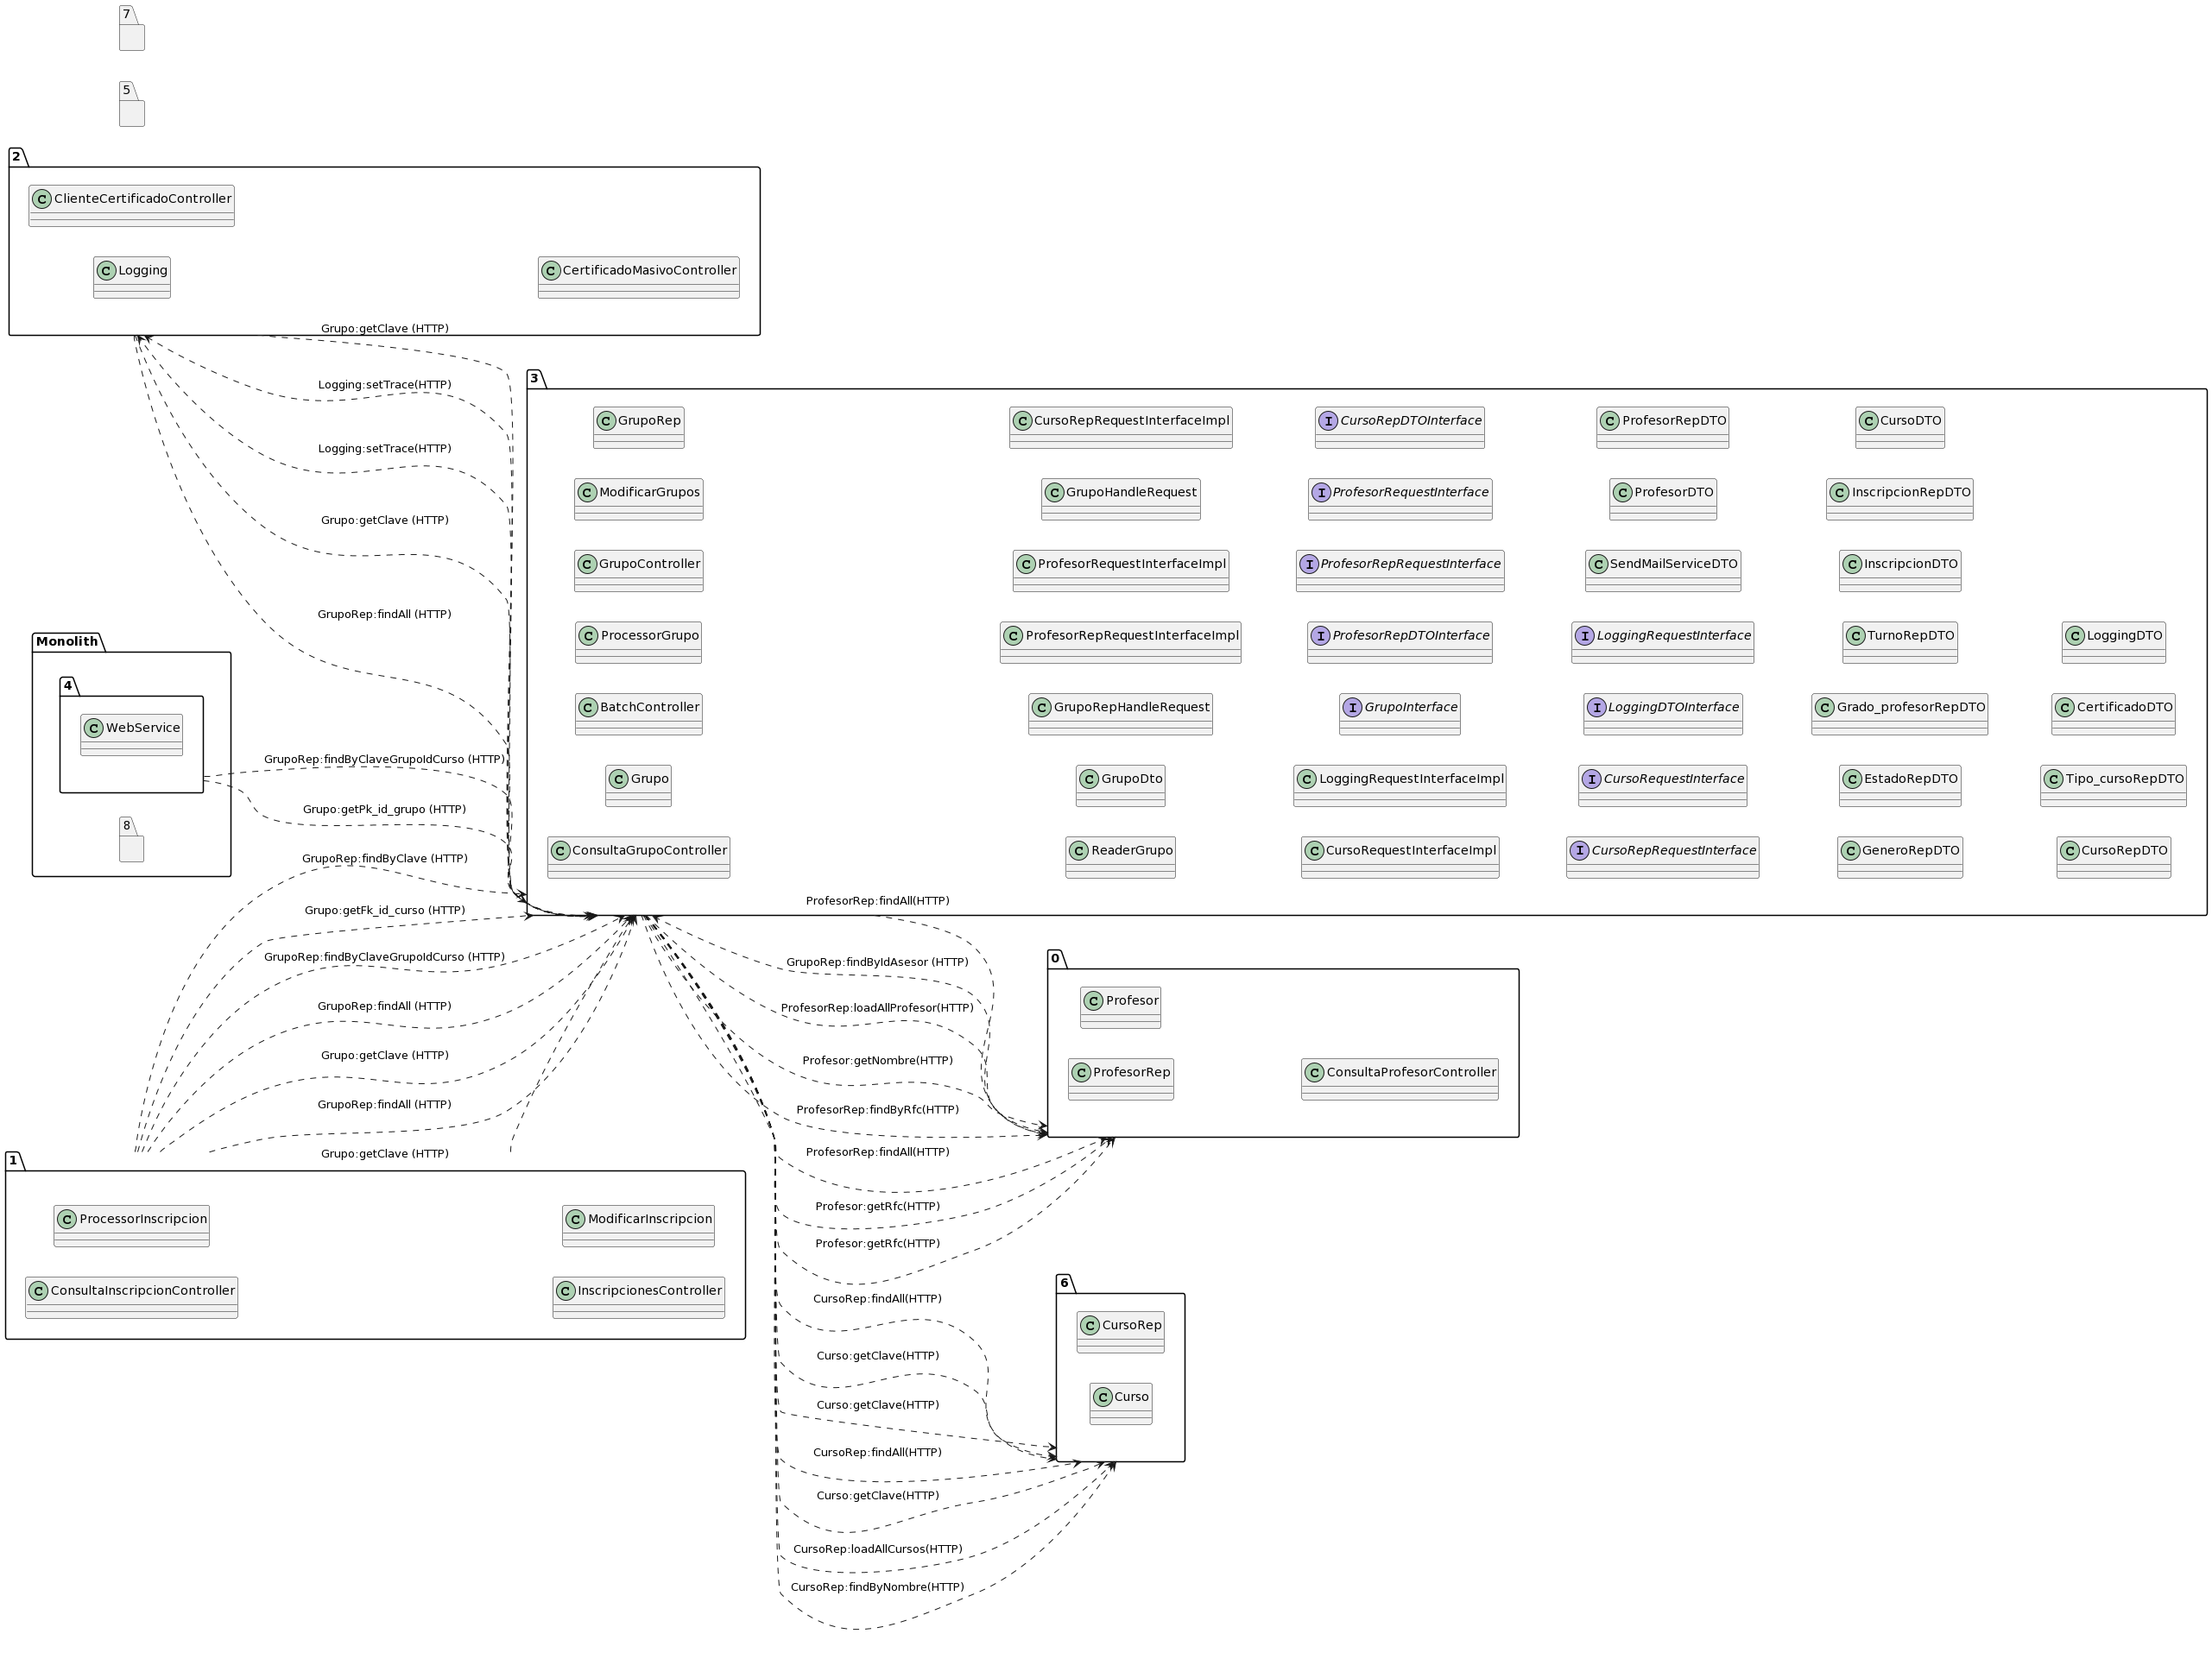 7
5
2
C ClienteCertificadoController
C Logging
C CertificadoMasivoController
Grupo:getClave (HTTP)
Logging:setTrace(HTTP)
Logging:setTrace(HTTP)
Grupo:getClave (HTTP)
GrupoRep:findAll (HTTP)
3
C GrupoRep
C CursoRepRequestInterfaceImpl
I CursoRepDTOInterface
C ProfesorRepDTO
C CursoDTO
C ModificarGrupos
C GrupoHandleRequest
I ProfesorRequestInterface
C ProfesorDTO
C InscripcionRepDTO
C GrupoController
C ProfesorRequestInterfaceImpl
I ProfesorRepRequestInterface
C SendMailServiceDTO
C InscripcionDTO
C ProcessorGrupo
C ProfesorRepRequestInterfaceImpl
I ProfesorRepDTOInterface
I LoggingRequestInterface
C TurnoRepDTO
C LoggingDTO
C BatchController
C GrupoRepHandleRequest
I GrupoInterface
I LoggingDTOInterface
C Grado_profesorRepDTO
C CertificadoDTO
C Grupo
C GrupoDto
C LoggingRequestInterfaceImpl
I CursoRequestInterface
C EstadoRepDTO
C Tipo_cursoRepDTO
C ConsultaGrupoController
C ReaderGrupo
C CursoRequestInterfaceImpl
I CursoRepRequestInterface
C GeneroRepDTO
C CursoRepDTO
Monolith
4
C WebService
8
GrupoRep:findByClaveGrupoIdCurso (HTTP)
Grupo:getPk_id_grupo (HTTP)
GrupoRep:findByClave (HTTP)
Grupo:getFk_id_curso (HTTP)
GrupoRep:findByClaveGrupoIdCurso (HTTP)
GrupoRep:findAll (HTTP)
Grupo:getClave (HTTP)
GrupoRep:findAll (HTTP)
Grupo:getClave (HTTP)
ProfesorRep:findAll(HTTP)
GrupoRep:findByIdAsesor (HTTP)
ProfesorRep:loadAllProfesor(HTTP)
Profesor:getNombre(HTTP)
ProfesorRep:findByRfc(HTTP)
ProfesorRep:findAll(HTTP)
Profesor:getRfc(HTTP)
Profesor:getRfc(HTTP)
0
C Profesor
C ProfesorRep
C ConsultaProfesorController
1
C ProcessorInscripcion
C ModificarInscripcion
C ConsultaInscripcionController
C InscripcionesController
CursoRep:findAll(HTTP)
Curso:getClave(HTTP)
Curso:getClave(HTTP)
CursoRep:findAll(HTTP)
Curso:getClave(HTTP)
CursoRep:loadAllCursos(HTTP)
CursoRep:findByNombre(HTTP)
6
C CursoRep
C Curso